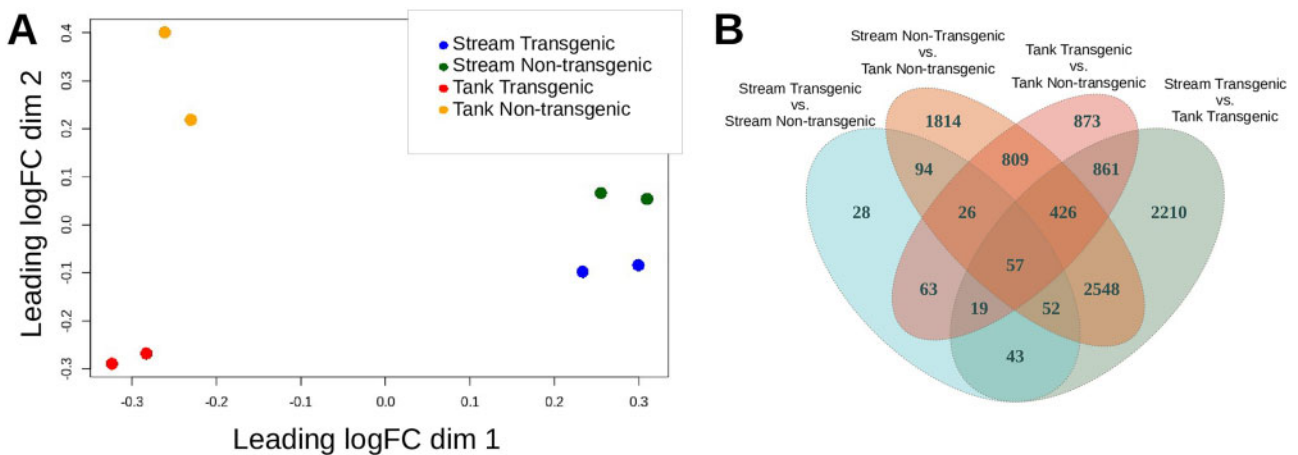 A
Leading logFC dim 2
0.4
0.3
0.2
0.1
0.0
-0.1
-0.2
-0.3
-0.3
-0.2
-0.1
0.0
0.1
0.2
0.3
Leading logFC dim 1
Stream Transgenic
Stream Non-transgenic
Tank Transgenic
Tank Non-transgenic
B
Stream Transgenic
vs.
Stream Non-transgenic
Stream Non-Transgenic
vs.
Tank Non-transgenic
Tank Transgenic
vs.
Tank Non-transgenic
Stream Transgenic
vs.
Tank Transgenic
1814
873
809
94
861
28
26
426
2210
57
63
2548
19
52
43